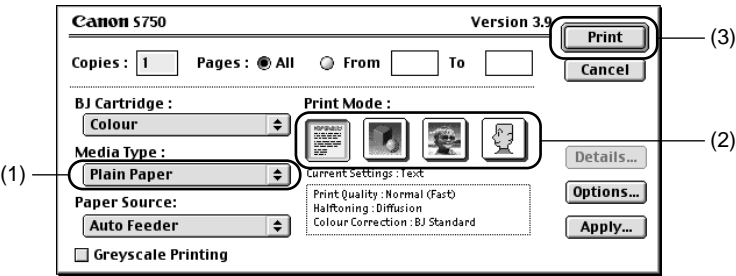 Canon S750 Version 3.9
Print (3)
Copies : 1 Pages : All From To
Cancel
BJ Cartridge : Print Mode :
Colour
(2)
Media Type : Details...
(1) Plain Paper Current Settings : Text
Print Quality : Normal (Fast) Options...
Paper Source: Halftoning : Diffusion
Auto Feeder Colour Correction : BJ Standard Apply...
Greyscale Printing